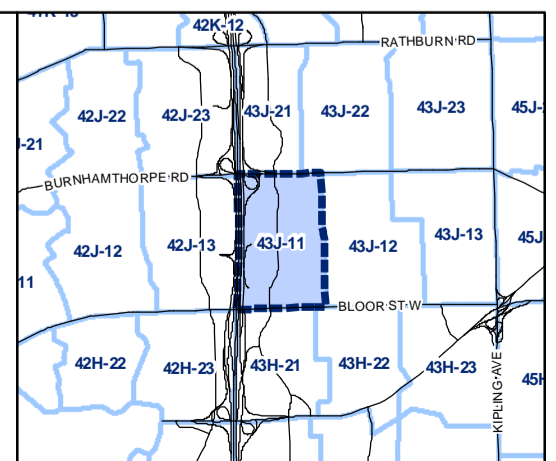 42K-12
RATHBURN RD
42J-22
42J-23
43J-21
43J-22
43J-23
45J-
J-21
BURNHAMTHORPE RD
42J-12
42J-13
43J-11
43J-12
43J-13
45J
11
BLOOR ST W
42H-22
42H-23
43H-21
43H-22
43H-23
45H
KIPLING AVE